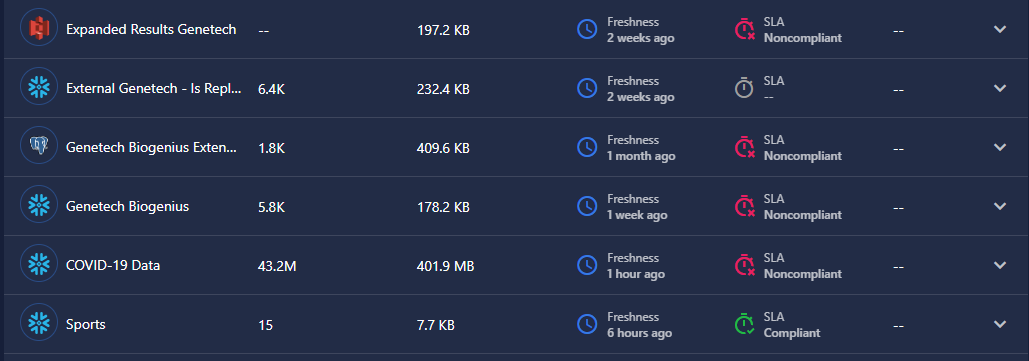 Expanded Results Genetech -- 197.2 KB Freshness SLA --
2 weeks ago Noncompliant
External Genetech - Is Repl... 6.4K 232.4 KB Freshness SLA --
2 weeks ago --
Genetech Biogenius Exten... 1.8K 409.6 KB Freshness SLA --
1 month ago Noncompliant
Genetech Biogenius 5.8K 178.2 KB Freshness SLA --
1 week ago Noncompliant
COVID-19 Data 43.2M 401.9 MB Freshness SLA --
1 hour ago Noncompliant
Sports 15 7.7 KB Freshness SLA --
6 hours ago Compliant